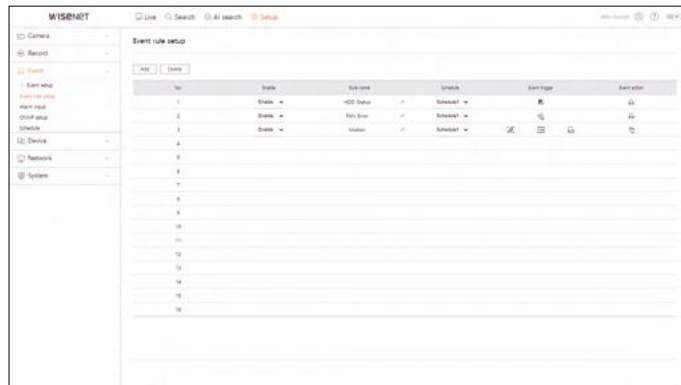 WISENET
Live Search AI search Setup
Camera
Record
Event
Event setup
Event rule setup
Alarm input
ONVIF setup
Schedule
Device
Network
System
Event rule setup
Add Delete
No. Enable Rule name Schedule Event trigger Event action
1 Enable HDD Status Schedule1
2 Enable Schedule1
3 Enable Motion Schedule1
4
5
6
7
8
9
10
11
12
13
14
15
16